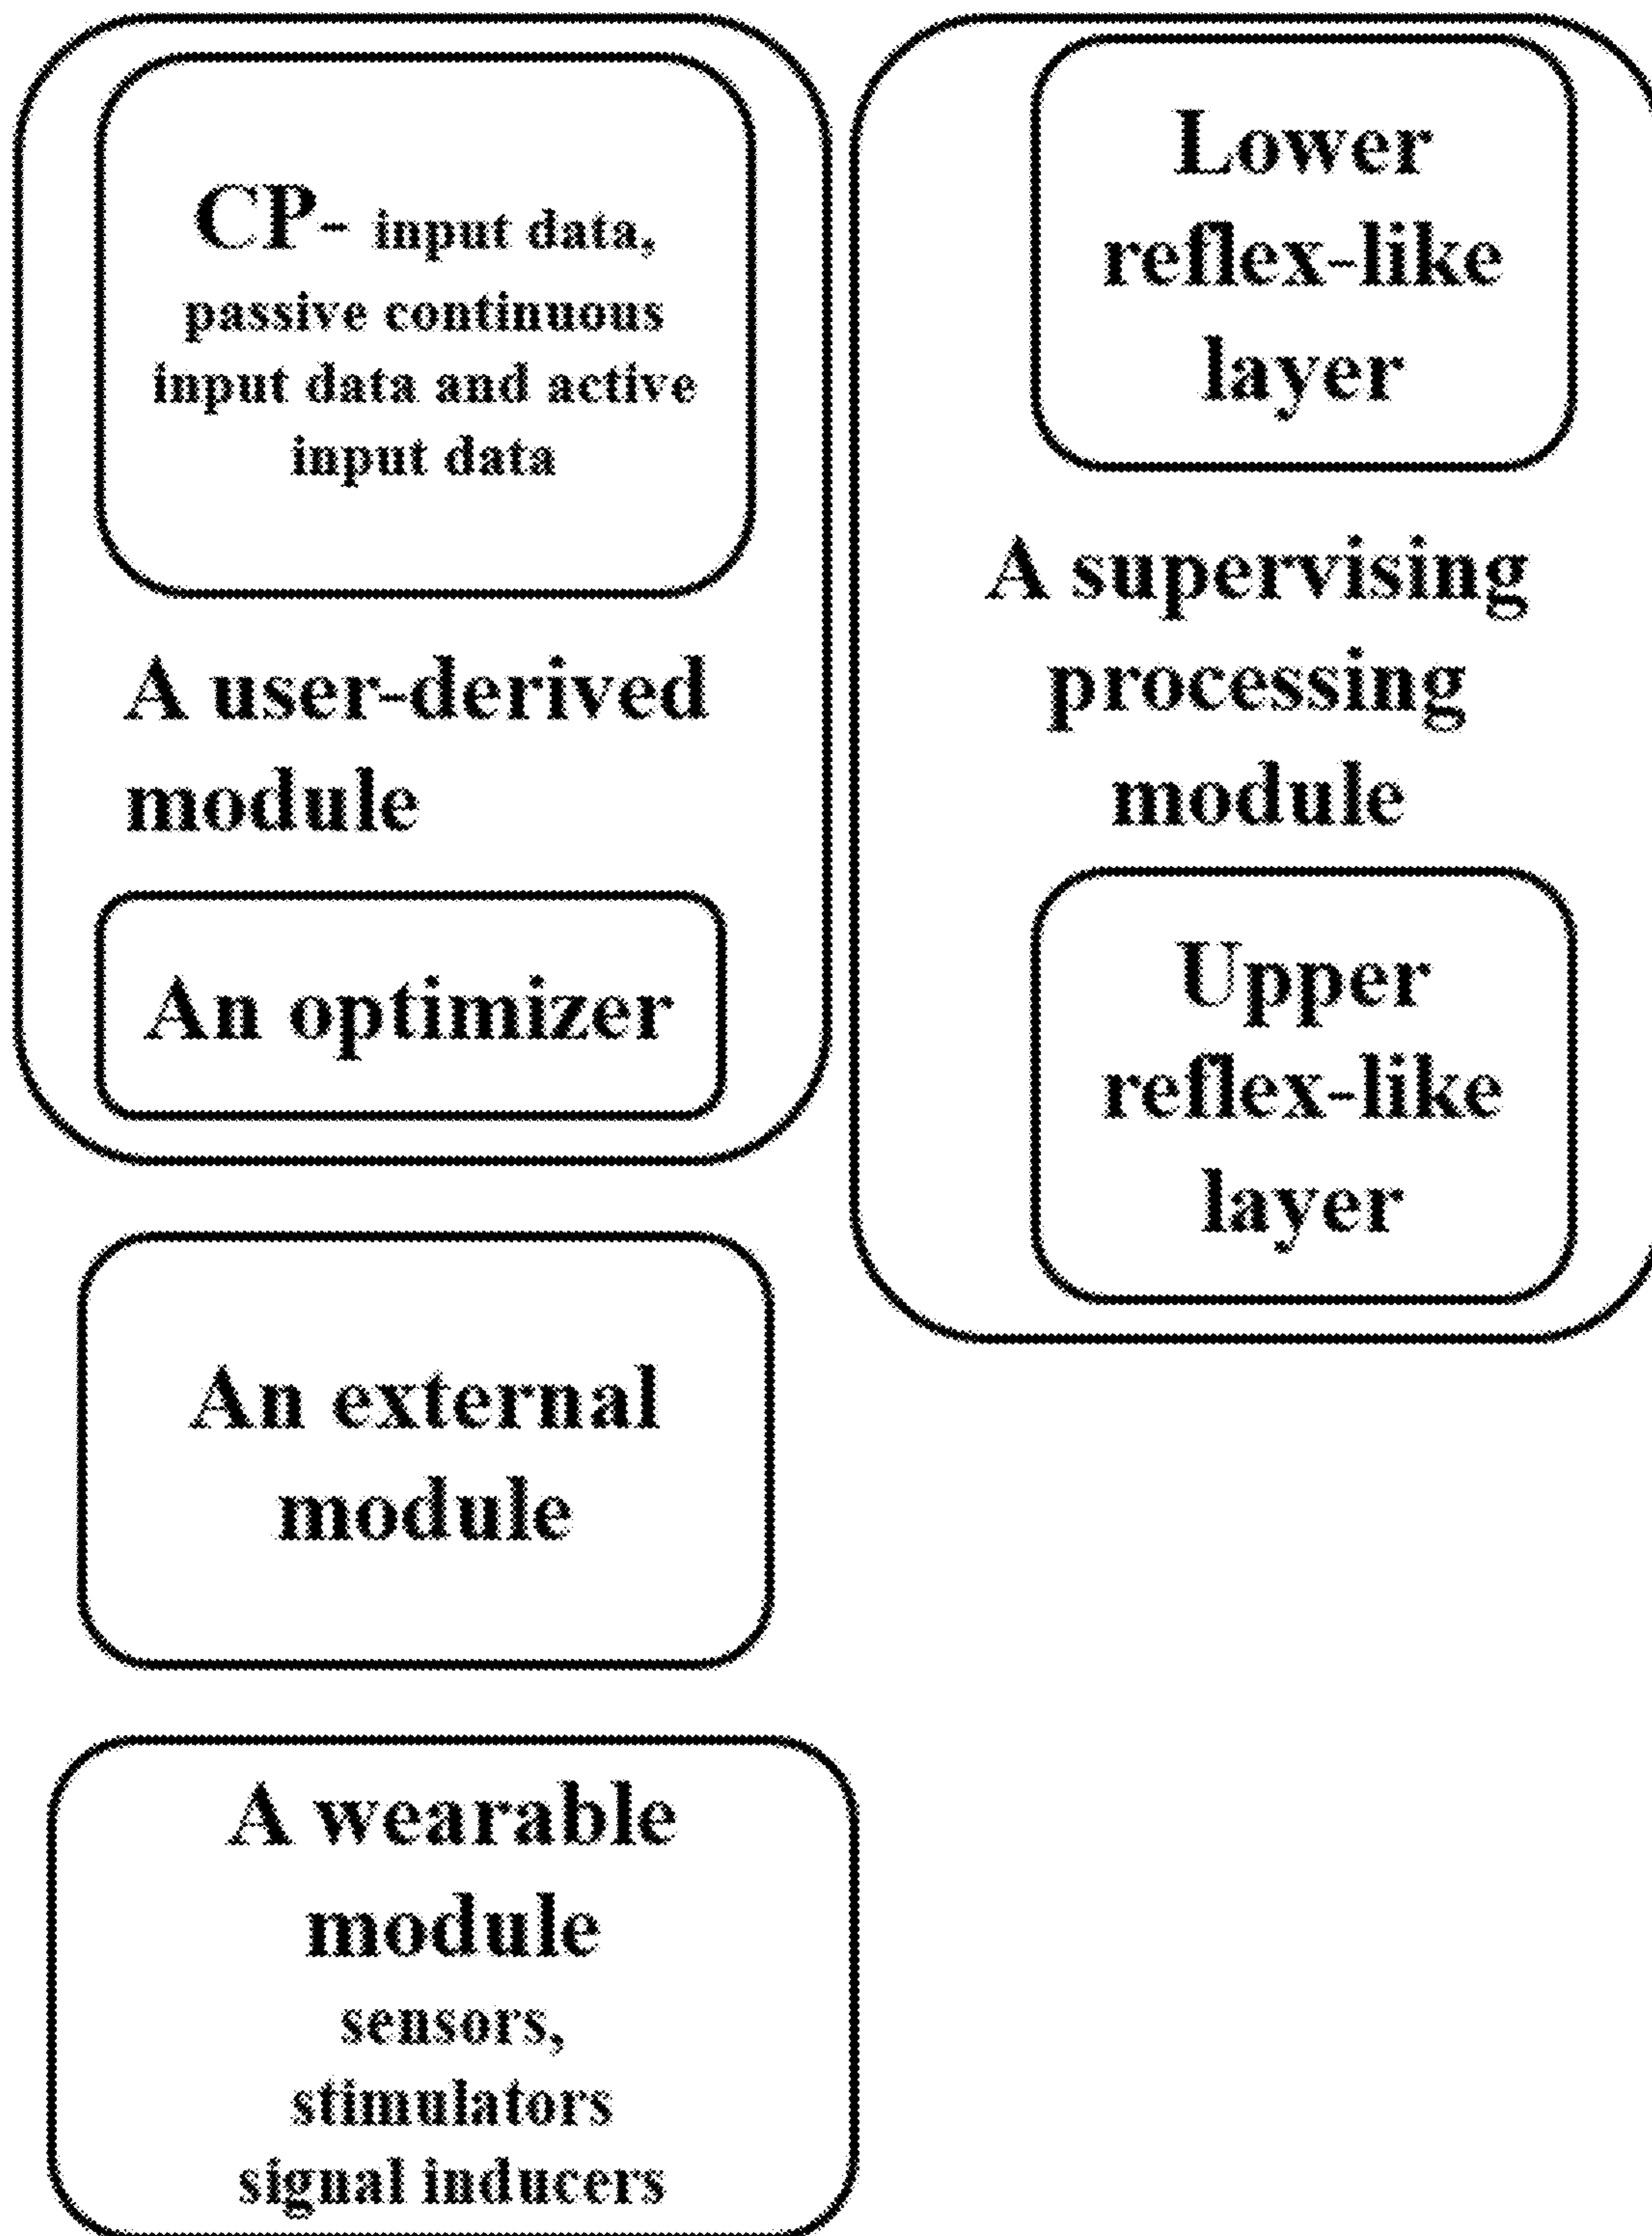 CP- input data,
passive continuous
input data and active
input data
A user-derived
module
An optimizer
Lower
reflex-like
layer
A supervising
processing
module
Upper
reflex-like
layer
An external
module
A wearable
module
sensors,
stimulators
signal inducers